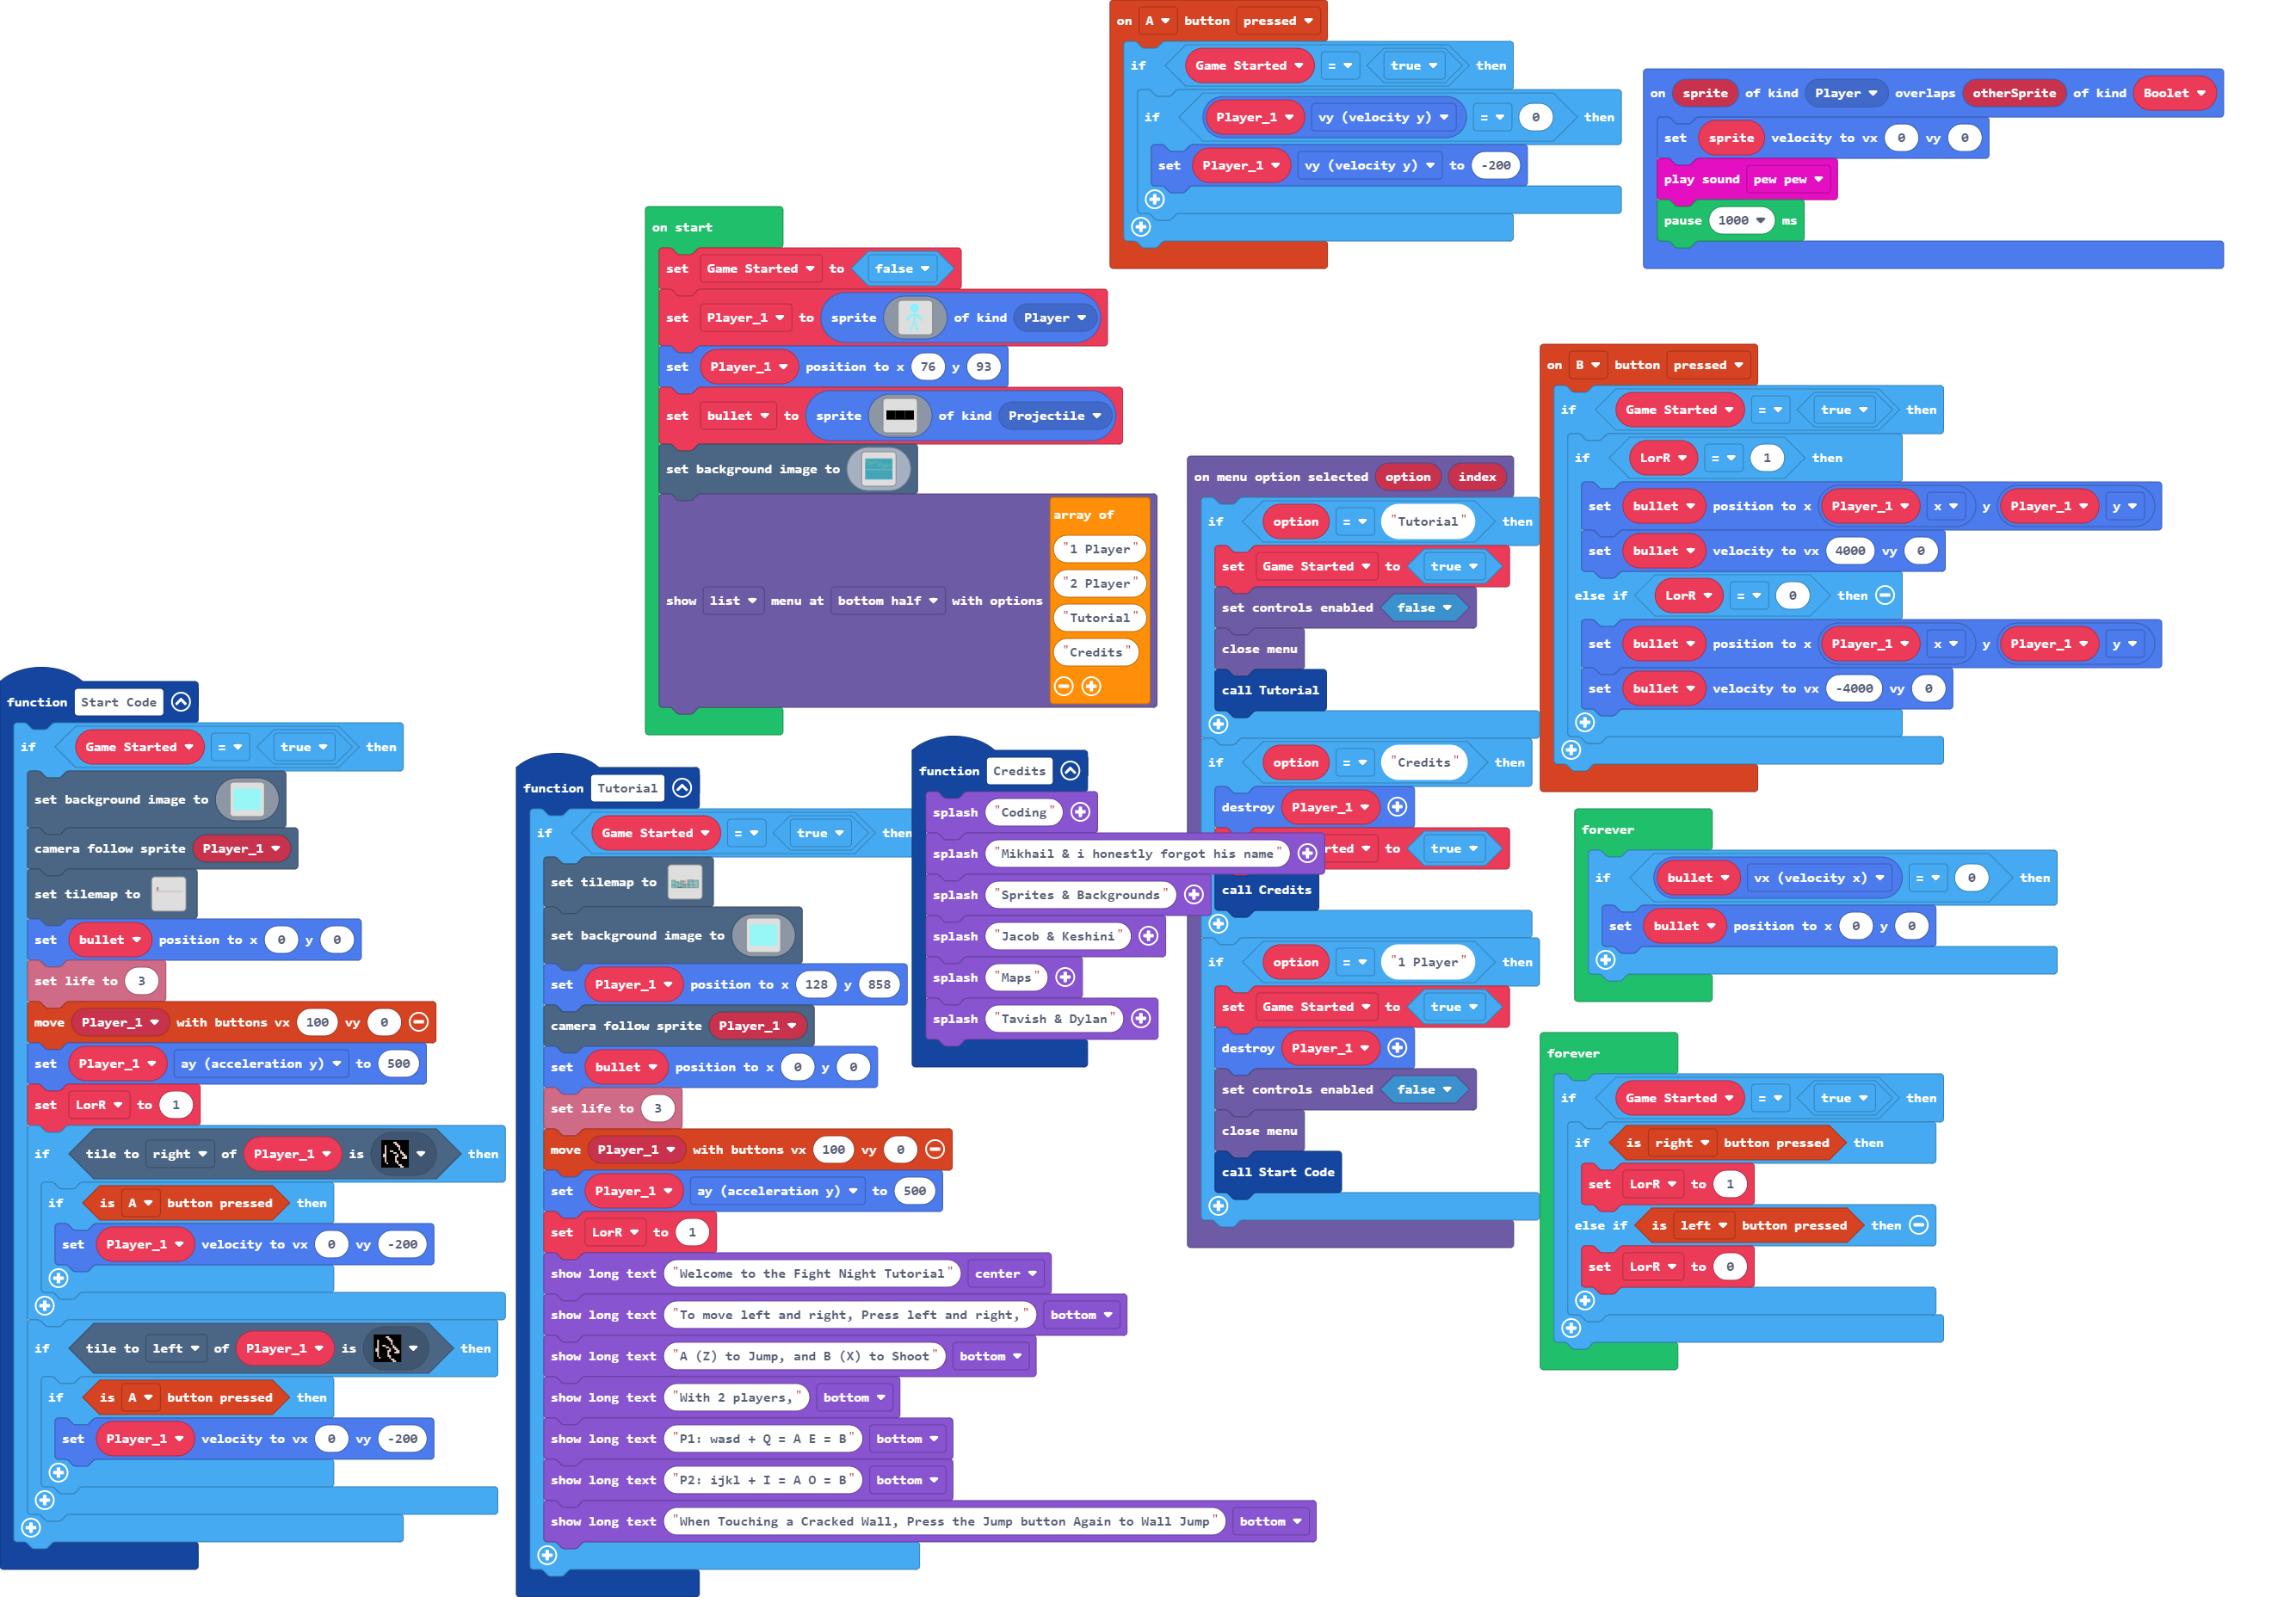 on A button pressed
if Game Started = true then
if Player_1 vy (velocity y) = 0 then
set Player_1 vy (velocity y) to -200
on sprite of kind Player overlaps otherSprite of kind Boolet
set sprite velocity to vx 0 vy 0
play sound pew pew
pause 1000 ms
on start
set Game Started to false
set Player_1 to sprite of kind Player
set Player_1 position to x 76 y 93
set bullet to sprite of kind Projectile
set background image to
show list menu at bottom half with options
array of
"1 Player"
"2 Player"
"Tutorial"
"Credits"
on B button pressed
if Game Started = true then
if LorR = 1 then
set bullet position to x Player_1 x y Player_1 y
set bullet velocity to vx 4000 vy 0
else if LorR = 0 then
set bullet position to x Player_1 x y Player_1 y
set bullet velocity to vx -4000 vy 0
on menu option selected option index
if option = "Tutorial" then
set Game Started to true
set controls enabled false
close menu
call Tutorial
if option = "Credits" then
destroy Player_1
rted to true
call Credits
if option = "1 Player" then
set Game Started to true
destroy Player_1
set controls enabled false
close menu
call Start Code
function Start Code
if Game Started = true then
set background image to
camera follow sprite Player_1
set tilemap to
set bullet position to x 0 y 0
set life to 3
move Player_1 with buttons vx 100 vy 0
set Player_1 ay (acceleration y) to 500
set LorR to 1
if tile to right of Player_1 is then
if is A button pressed then
set Player_1 velocity to vx 0 vy -200
if tile to left of Player_1 is then
if is A button pressed then
set Player_1 velocity to vx 0 vy -200
function Tutorial
if Game Started = true then
set tilemap to
set background image to
set Player_1 position to x 128 y 858
camera follow sprite Player_1
set bullet position to x 0 y 0
set life to 3
move Player_1 with buttons vx 100 vy 0
set Player_1 ay (acceleration y) to 500
set LorR to 1
show long text "Welcome to the Fight Night Tutorial" center
show long text "To move left and right, Press left and right," bottom
show long text "A (Z) to Jump, and B (X) to Shoot" bottom
show long text "With 2 players," bottom
show long text "P1: wasd + Q = A E = B" bottom
show long text "P2: ijkl + I = A O = B" bottom
show long text "When Touching a Cracked Wall, Press the Jump button Again to Wall Jump" bottom
function Credits
splash "Coding"
splash "Mikhail & i honestly forgot his name"
splash "Sprites & Backgrounds"
splash "Jacob & Keshini"
splash "Maps"
splash "Tavish & Dylan"
forever
if bullet vx (velocity x) = 0 then
set bullet position to x 0 y 0
forever
if Game Started = true then
if is right button pressed then
set LorR to 1
else if is left button pressed then
set LorR to 0